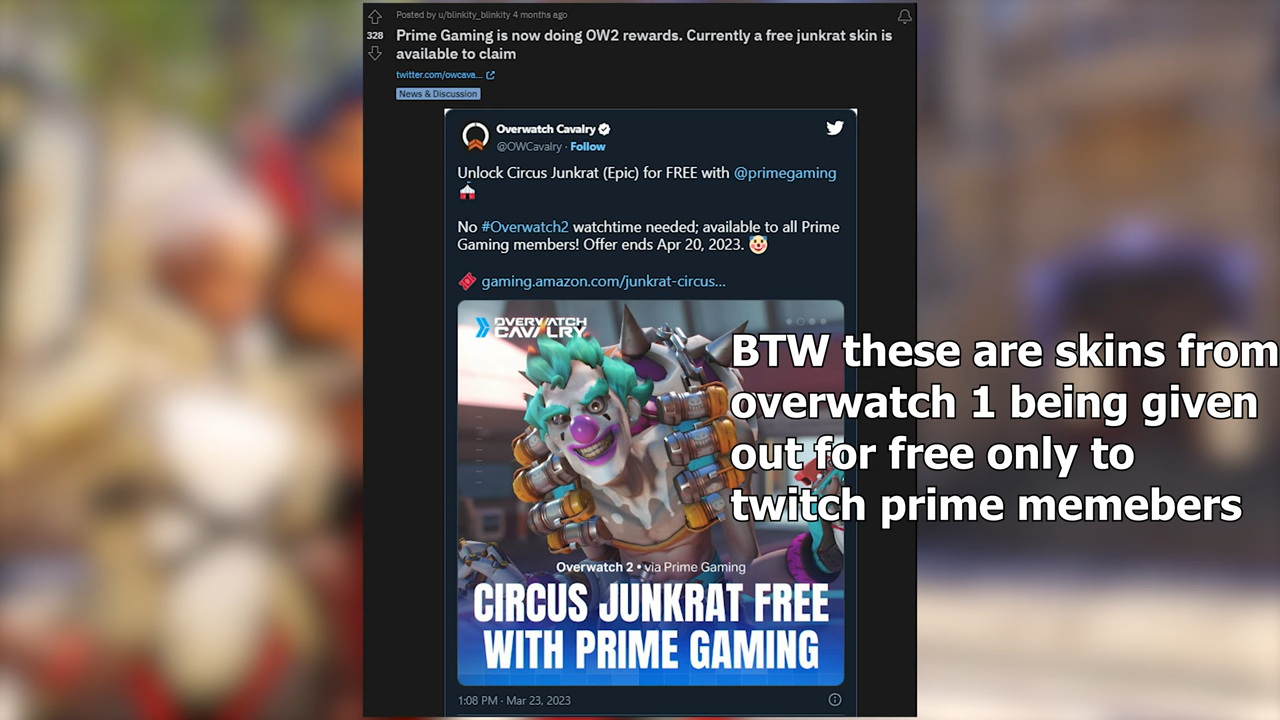 Posted by u/blinkity_blinkity 4 months ago
328
Prime Gaming is now doing OW2 rewards. Currently a free junkrat skin is
available to claim
twitter.com/owcava...
News & Discussion
Overwatch Cavalry
@OWCavalry · Follow
Unlock Circus Junkrat (Epic) for FREE with @primegaming
🎪
No #Overwatch2 watchtime needed; available to all Prime
Gaming members! Offer ends Apr 20, 2023. 🤡
🎟️ gaming.amazon.com/junkrat-circus...
OVERWATCH
CAVALRY
BTW these are skins from
overwatch 1 being given
out for free only to
twitch prime memebers
Overwatch 2 • via Prime Gaming
CIRCUS JUNKRAT FREE
WITH PRIME GAMING
1:08 PM · Mar 23, 2023